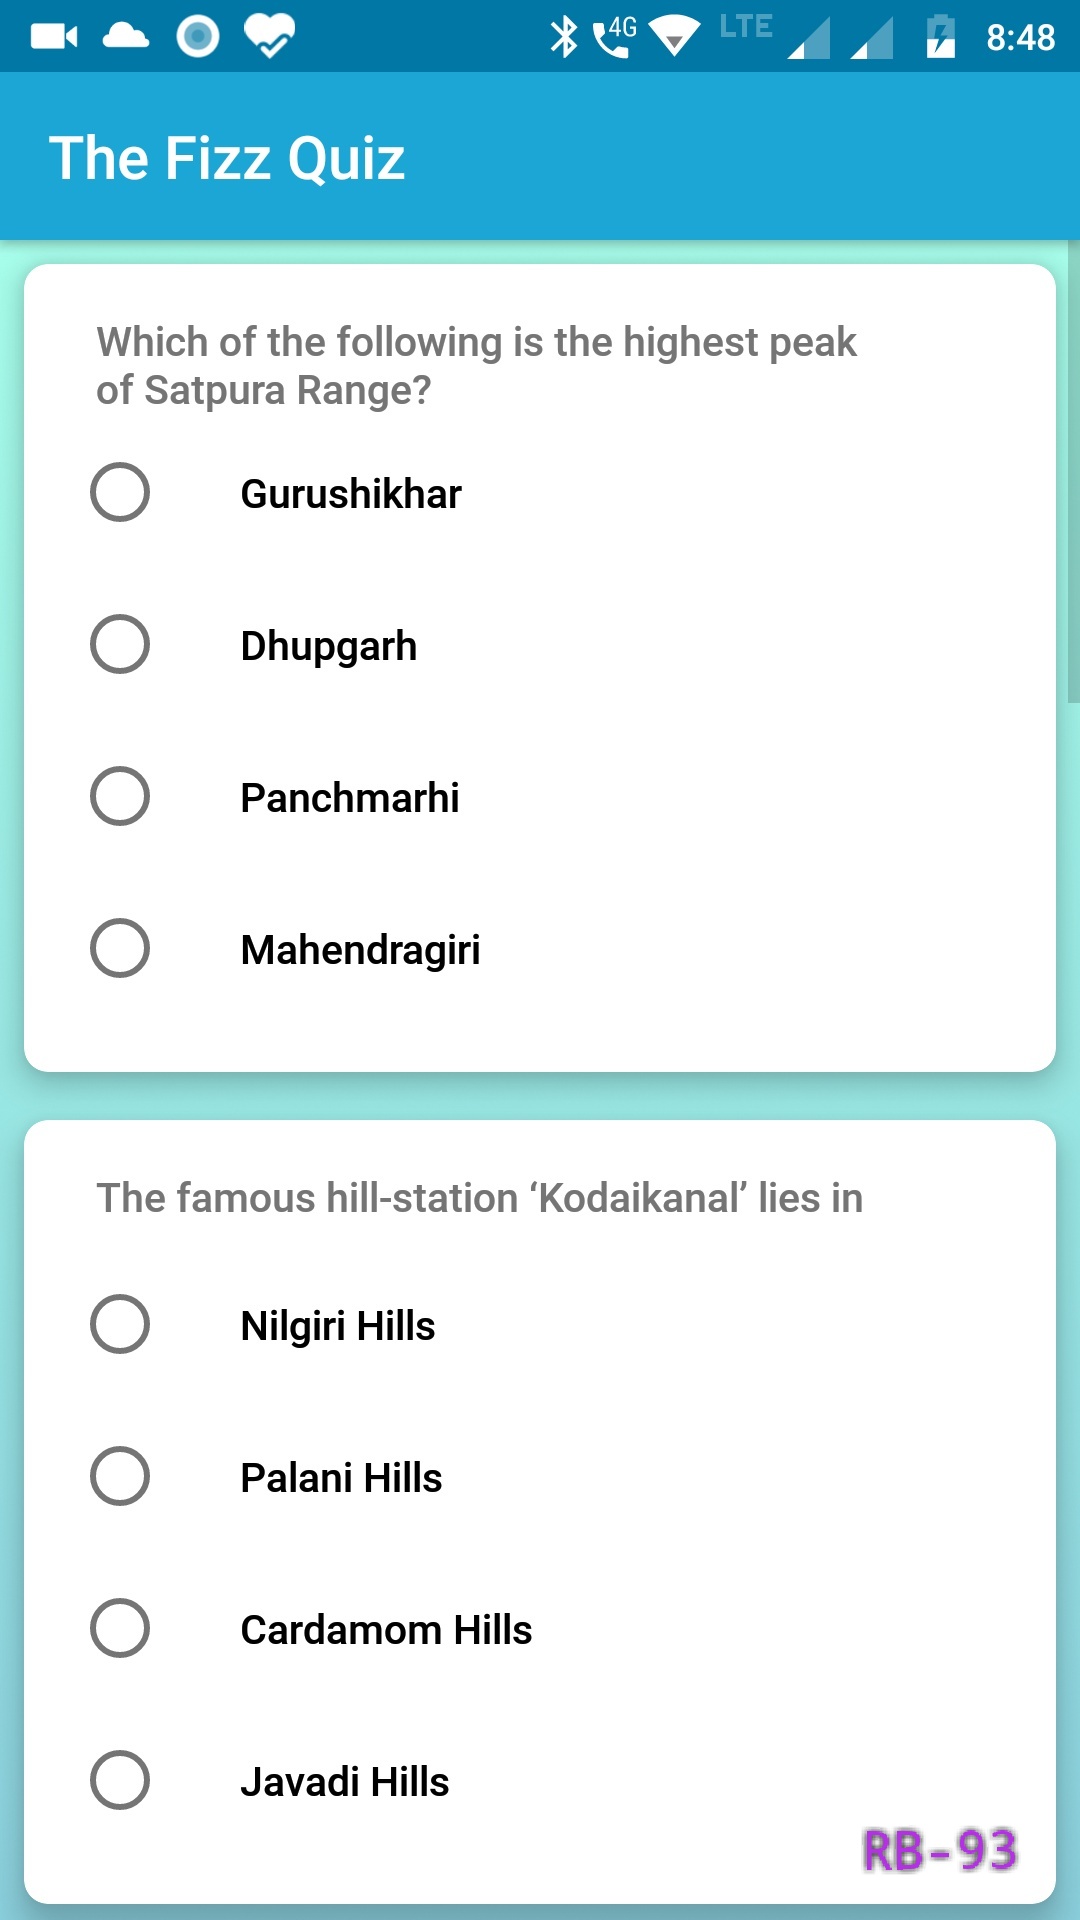 4G LTE 8:48
The Fizz Quiz
Which of the following is the highest peak
of Satpura Range?
Gurushikhar
Dhupgarh
Panchmarhi
Mahendragiri
The famous hill-station ‘Kodaikanal’ lies in
Nilgiri Hills
Palani Hills
Cardamom Hills
Javadi Hills
RB-93